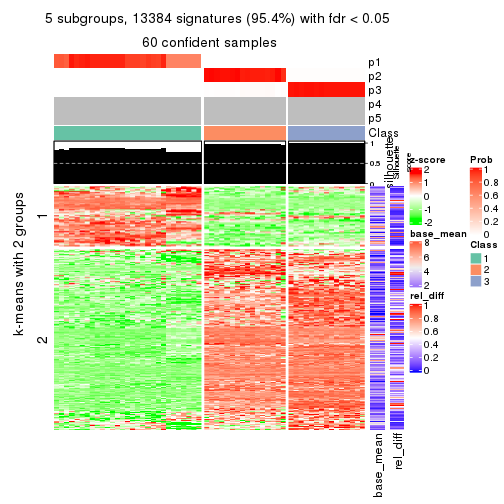 5 subgroups, 13384 signatures (95.4%) with fdr < 0.05
60 confident samples
p1
p2
p3
p4
p5
Class
1
0.5
0
silhouette
Silhouette
score
k-means with 2 groups
1
2
base_mean
rel_diff
z-score
2
1
0
-1
-2
base_mean
8
6
4
2
rel_diff
1
0.8
0.6
0.4
0.2
0
Prob
1
0.8
0.6
0.4
0.2
0
Class
1
2
3